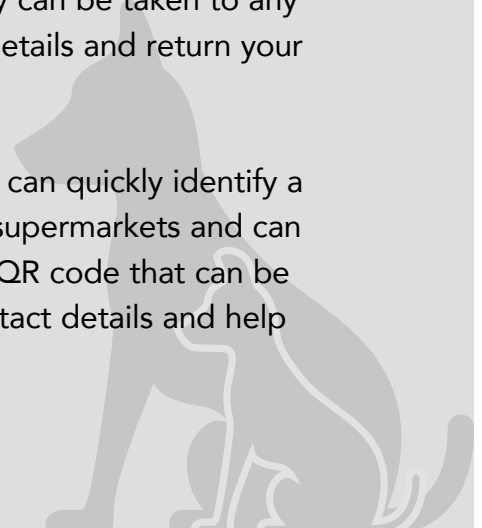 can be taken to any
etails and return your
can quickly identify a
supermarkets and can
QR code that can be
tact details and help